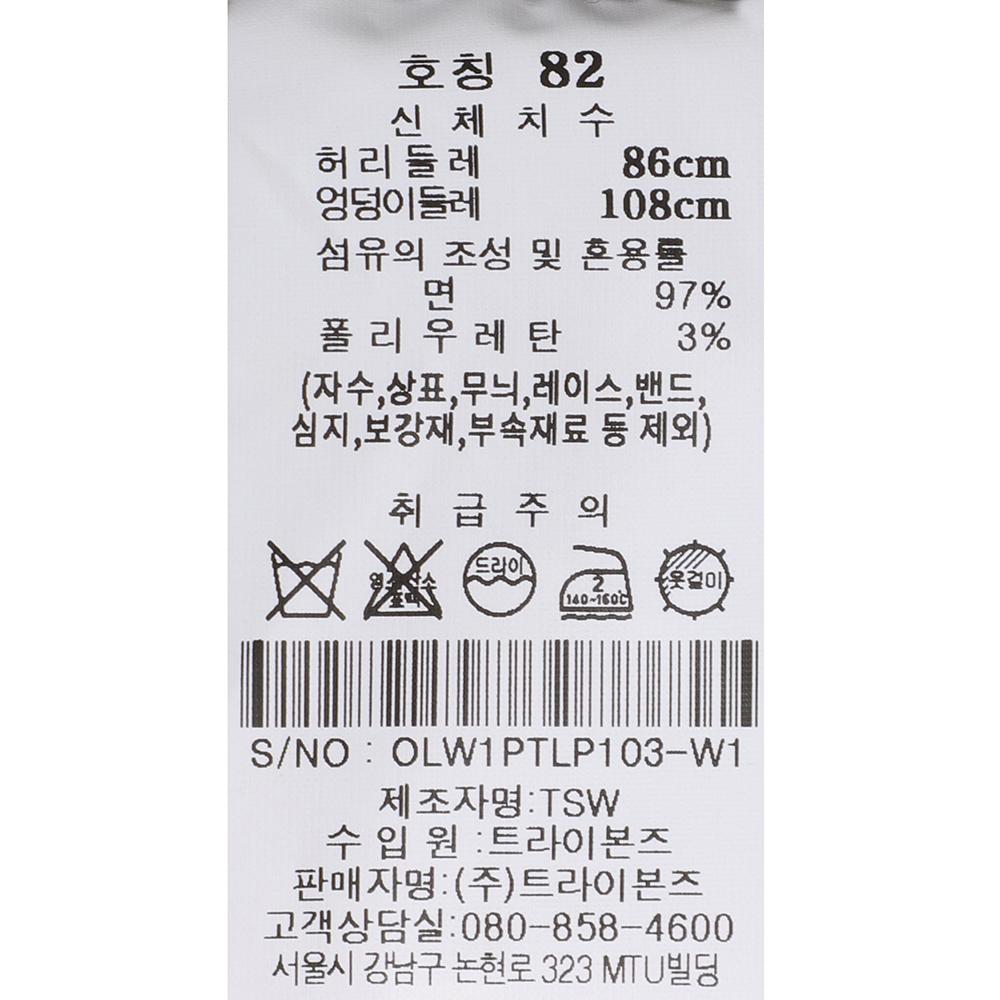 호칭 82
신체치수
허리둘레 86cm
엉덩이둘레 108cm
섬유의 조성 및 혼용률
면 97%
폴리우레탄 3%
(자수,상표,무늬,레이스,밴드,
심지,보강재,부속재료 등 제외)
취급주의
염소산소 표백 드라이 2 140~160℃ 옷걸이
S/NO : OLW1PTLP103-W1
제조자명:TSW
수입원 :트라이본즈
판매자명:(주)트라이본즈
고객상담실:080-858-4600
서울시 강남구 논현로 323 MTU빌딩